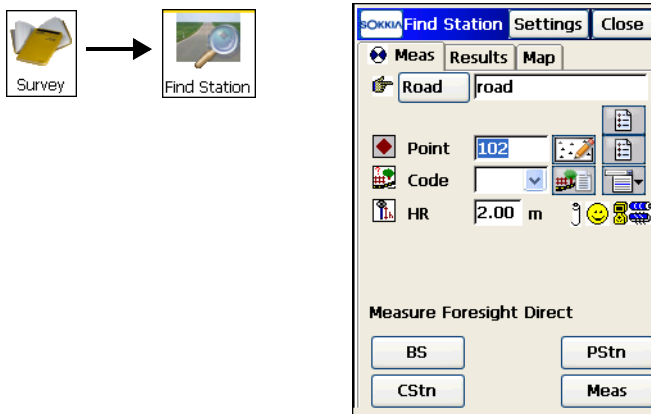 Survey
Find Station
SOKKIA Find Station Settings Close
Meas Results Map
Road road
Point 102
Code
HR 2.00 m
Measure Foresight Direct
BS PStn
CStn Meas